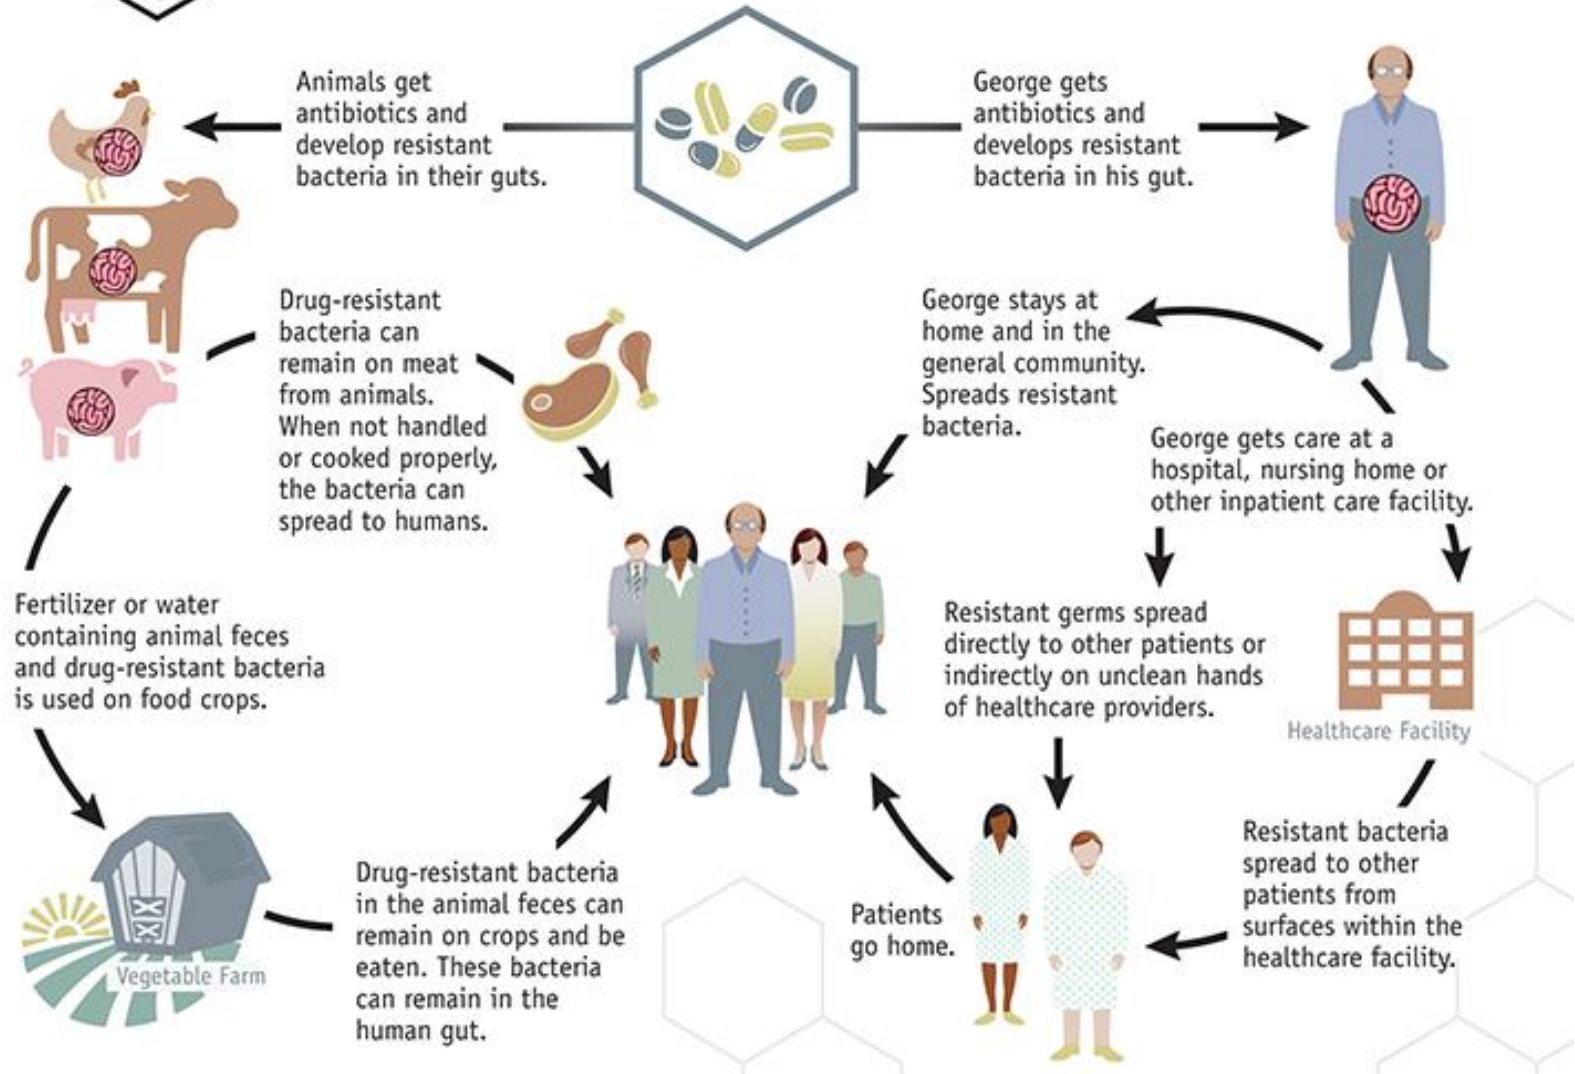 Animals get
antibiotics and
develop resistant
bacteria in their guts.
George gets
antibiotics and
develops resistant
bacteria in his gut.
Drug-resistant
bacteria can
remain on meat
from animals.
When not handled
or cooked properly,
the bacteria can
spread to humans.
George stays at
home and in the
general community.
Spreads resistant
bacteria.
George gets care at a
hospital, nursing home or
other inpatient care facility.
Fertilizer or water
containing animal feces
and drug-resistant bacteria
is used on food crops.
Resistant germs spread
directly to other patients or
indirectly on unclean hands
of healthcare providers.
Healthcare Facility
Vegetable Farm
Drug-resistant bacteria
in the animal feces can
remain on crops and be
eaten. These bacteria
can remain in the
human gut.
Patients
go home.
Resistant bacteria
spread to other
patients from
surfaces within the
healthcare facility.